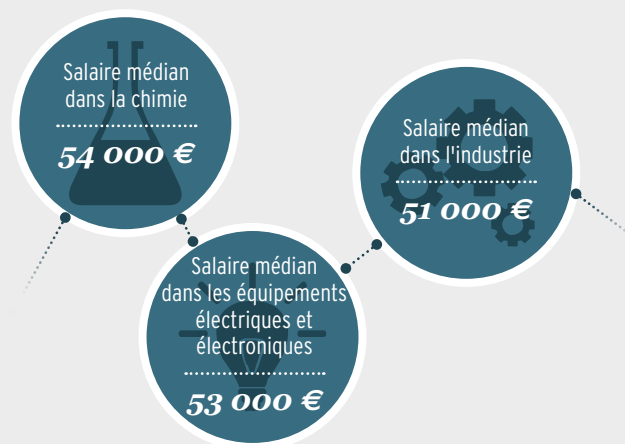 Salaire médian
dans la chimie
54 000 €
Salaire médian
dans l'industrie
51 000 €
Salaire médian
dans les équipements
électriques et
électroniques
53 000 €